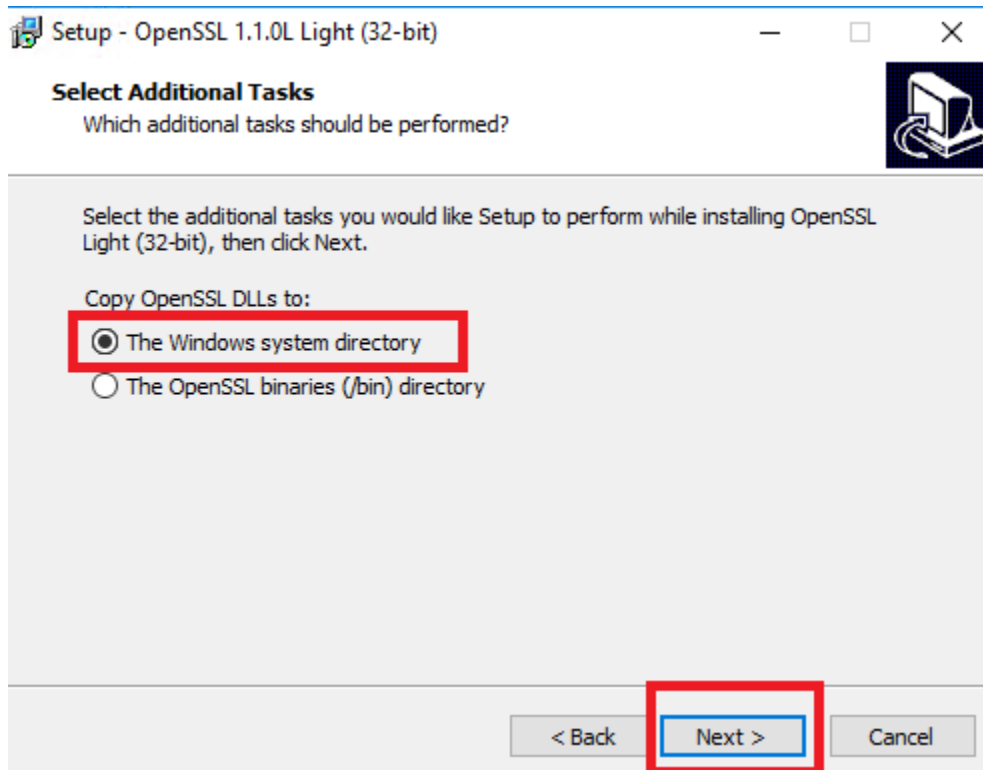 Setup - OpenSSL 1.1.0L Light (32-bit)
Select Additional Tasks
Which additional tasks should be performed?
Select the additional tasks you would like Setup to perform while installing OpenSSL
Light (32-bit), then click Next.
Copy OpenSSL DLLs to:
The Windows system directory
The OpenSSL binaries (/bin) directory
< Back Next > Cancel